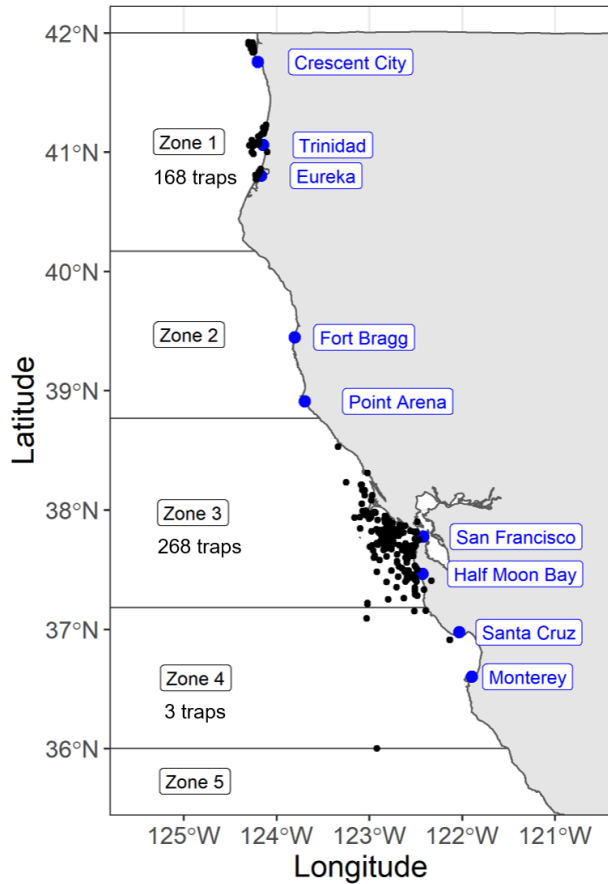 42°N
Crescent City
Zone 1
Trinidad
41°N
168 traps
Eureka
40°N
Zone 2
Fort Bragg
39°N
Point Arena
Latitude
38°N
Zone 3
San Francisco
268 traps
Half Moon Bay
37°N
Santa Cruz
Zone 4
Monterey
3 traps
36°N
Zone 5
125°W 124°W 123°W 122°W 121°W
Longitude